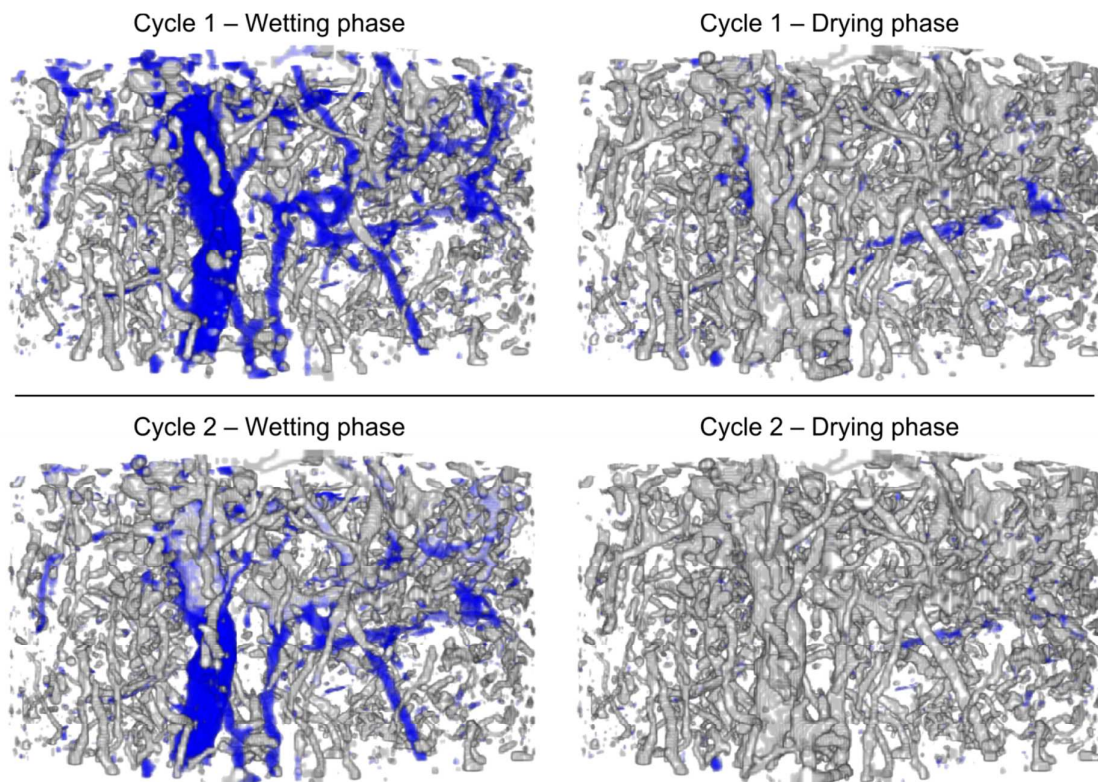 Cycle 1 – Wetting phase
Cycle 1 – Drying phase
Cycle 2 – Wetting phase
Cycle 2 – Drying phase